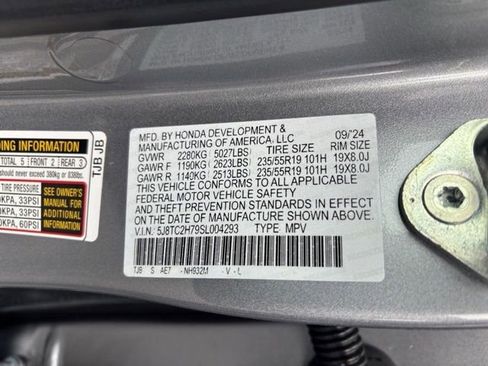 DING INFORMATION
TOTAL 5 FRONT 2 REAR 3
never exceed 380kg or 838lbs.
TIRE PRESSURE
KPA, 33PSI
KPA, 33PSI
0KPA, 60PSI
SEE OWNER'S
MANUAL FOR
ADDITIONAL
INFORMATION
TJB JB
MFD. BY HONDA DEVELOPMENT & 09/'24
MANUFACTURING OF AMERICA, LLC
TIRE SIZE RIM SIZE
GVWR 2280KG( 5027LBS)
GAWR F 1190KG( 2623LBS) 235/55R19 101H 19X8.0J
GAWR R 1140KG( 2513LBS) 235/55R19 101H 19X8.0J
THIS VEHICLE CONFORMS TO ALL APPLICABLE
FEDERAL MOTOR VEHICLE SAFETY
AND THEFT PREVENTION STANDARDS IN EFFECT
ON THE DATE OF MANUFACTURE SHOWN ABOVE.
V.I.N. 5J8TC2H79SL004293 TYPE: MPV
TJB S AE7 -NH932M -V -L